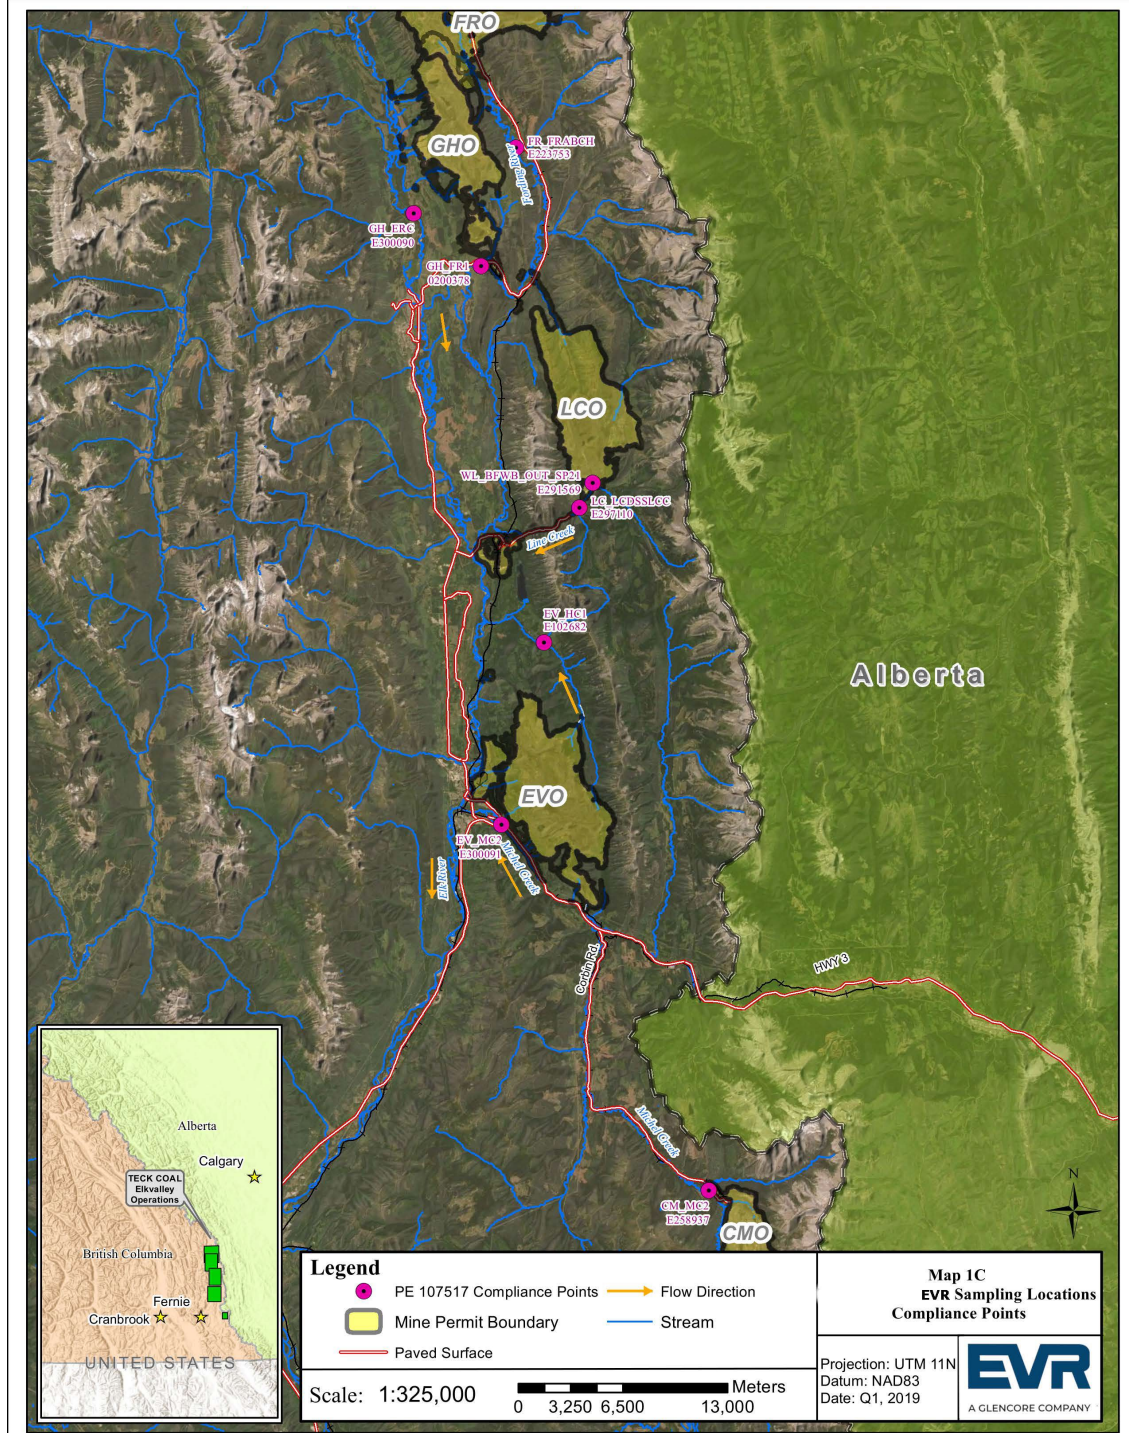 FRO
GHO
FR_FRABCH
E223753
Fording River
GH_ERC
E300090
GH_FR1
0200378
LCO
WL_BFWB_OUT_SP21
E291569
LC_LCDSSLCC
E297110
Line Creek
EV_HC1
E102682
Alberta
EVO
EV_MC2
E300091
Michel Creek
Elk River
Corbin Rd.
HWY 3
Michel Creek
CM_MC2
E258937
CMO
N
Alberta
Calgary
TECK COAL
Elkvalley
Operations
British Columbia
Fernie
Cranbrook
UNITED STATES
Legend
PE 107517 Compliance Points
Flow Direction
Mine Permit Boundary
Stream
Paved Surface
Scale: 1:325,000
Meters
0 3,250 6,500 13,000
Map 1C
EVR Sampling Locations
Compliance Points
Projection: UTM 11N
Datum: NAD83
Date: Q1, 2019
EVR
A GLENCORE COMPANY